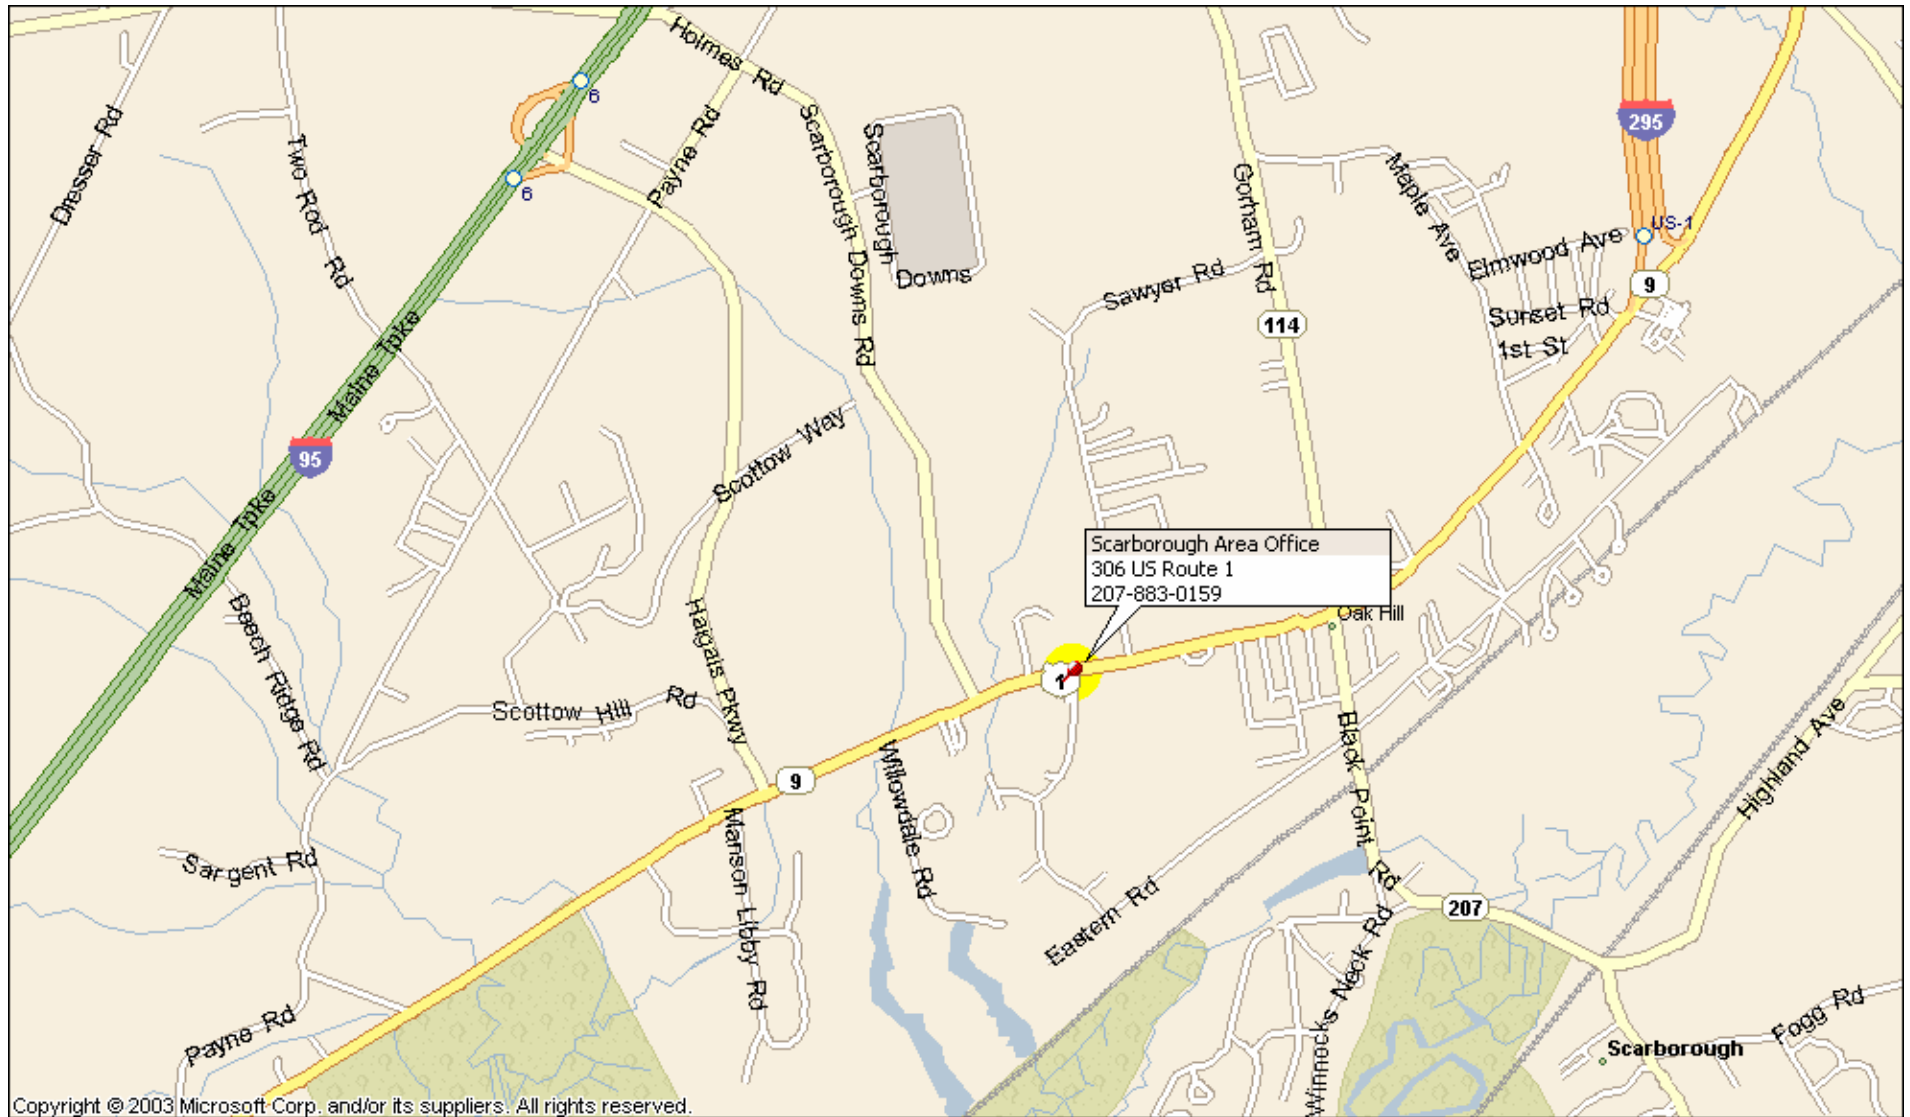 Holmes Rd
6
6
Dresser Rd
Two Rod Rd
Payne Rd
Scarborough Downs Rd
Scarborough
Downs
Gorham Rd
Maple Ave
295
US-1
Elmwood Ave
9
Sunset Rd
1st St
Sawyer Rd
114
Maine Tpke
95
Maine Tpke
Scottow Way
Scarborough Area Office
306 US Route 1
207-883-0159
Oak Hill
1
Beech Ridge Rd
Haigals Pkwy
Scottow Hill Rd
9
Willowdale Rd
Black Point Rd
Highland Ave
Manson Libby Rd
Sargent Rd
Eastern Rd
207
Winnocks Neck Rd
Payne Rd
Fogg Rd
Scarborough
Copyright © 2003 Microsoft Corp. and/or its suppliers. All rights reserved.